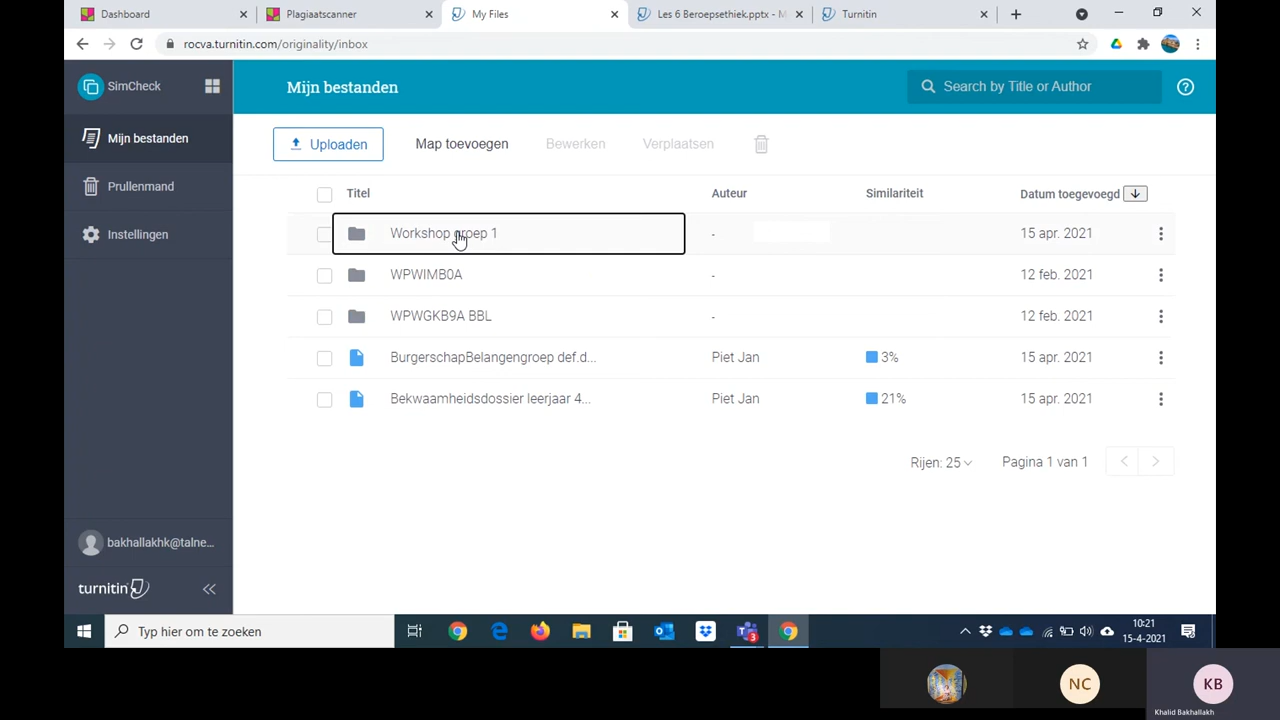 Dashboard
Plagiaatscanner
My Files
Les 6 Beroepsethiek.pptx - M
Turnitin
rocva.turnitin.com/originality/inbox
SimCheck
Mijn bestanden
Search by Title or Author
Mijn bestanden
Prullenmand
Instellingen
Uploaden
Map toevoegen
Bewerken
Verplaatsen
Titel
Auteur
Similariteit
Datum toegevoegd
Workshop groep 1
-
15 apr. 2021
WPWIMB0A
-
12 feb. 2021
WPWGKB9A BBL
-
12 feb. 2021
BurgerschapBelangengroep def.d...
Piet Jan
3%
15 apr. 2021
Bekwaamheidsdossier leerjaar 4...
Piet Jan
21%
15 apr. 2021
Rijen: 25
Pagina 1 van 1
bakhallakhk@talne...
turnitin
Typ hier om te zoeken
3
10:21
15-4-2021
NC
KB
Khalid Bakhallakh